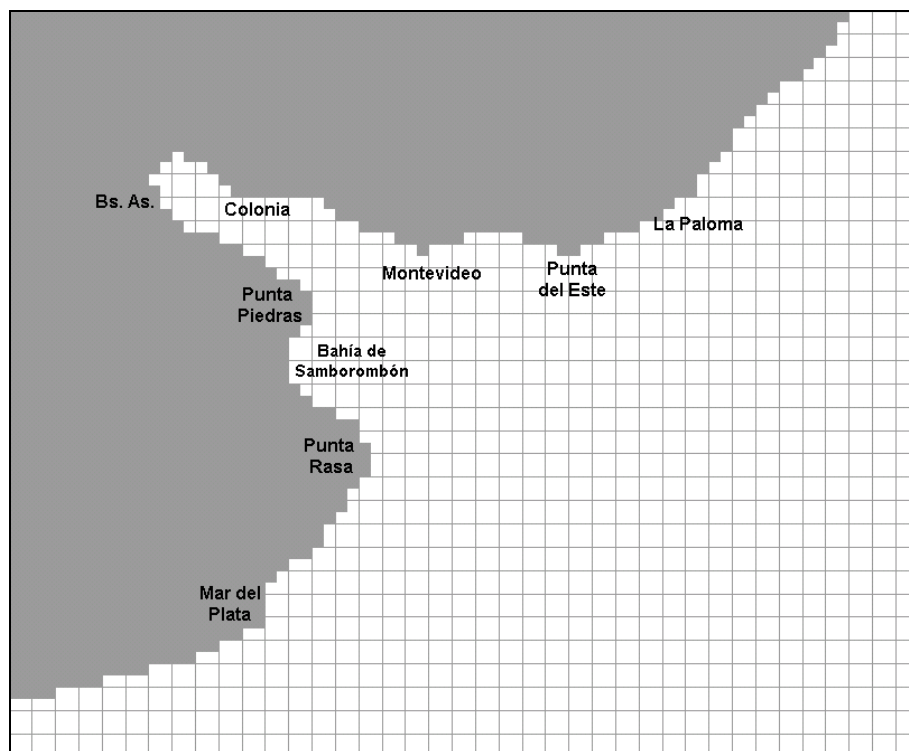 Bs. As.
Colonia
La Paloma
Montevideo
Punta
del Este
Punta
Piedras
Bahía de
Samborombón
Punta
Rasa
Mar del
Plata